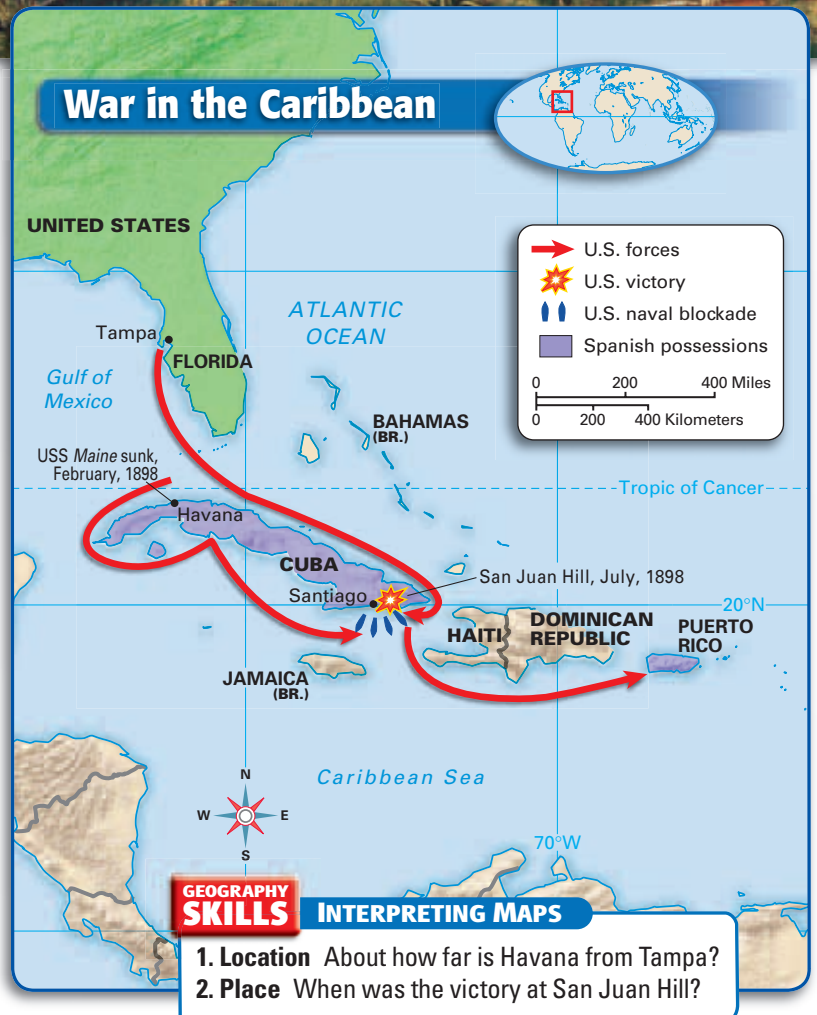 War in the Caribbean
UNITED STATES
U.S. forces
U.S. victory
U.S. naval blockade
Spanish possessions
0 200 400 Miles
0 200 400 Kilometers
ATLANTIC
OCEAN
Tampa
FLORIDA
Gulf of
Mexico
BAHAMAS
(BR.)
USS Maine sunk,
February, 1898
Tropic of Cancer
Havana
CUBA
San Juan Hill, July, 1898
Santiago
20°N
HAITI
DOMINICAN
REPUBLIC
PUERTO
RICO
JAMAICA
(BR.)
Caribbean Sea
N
W E
S
70°W
GEOGRAPHY
SKILLS
INTERPRETING MAPS
1. Location About how far is Havana from Tampa?
2. Place When was the victory at San Juan Hill?